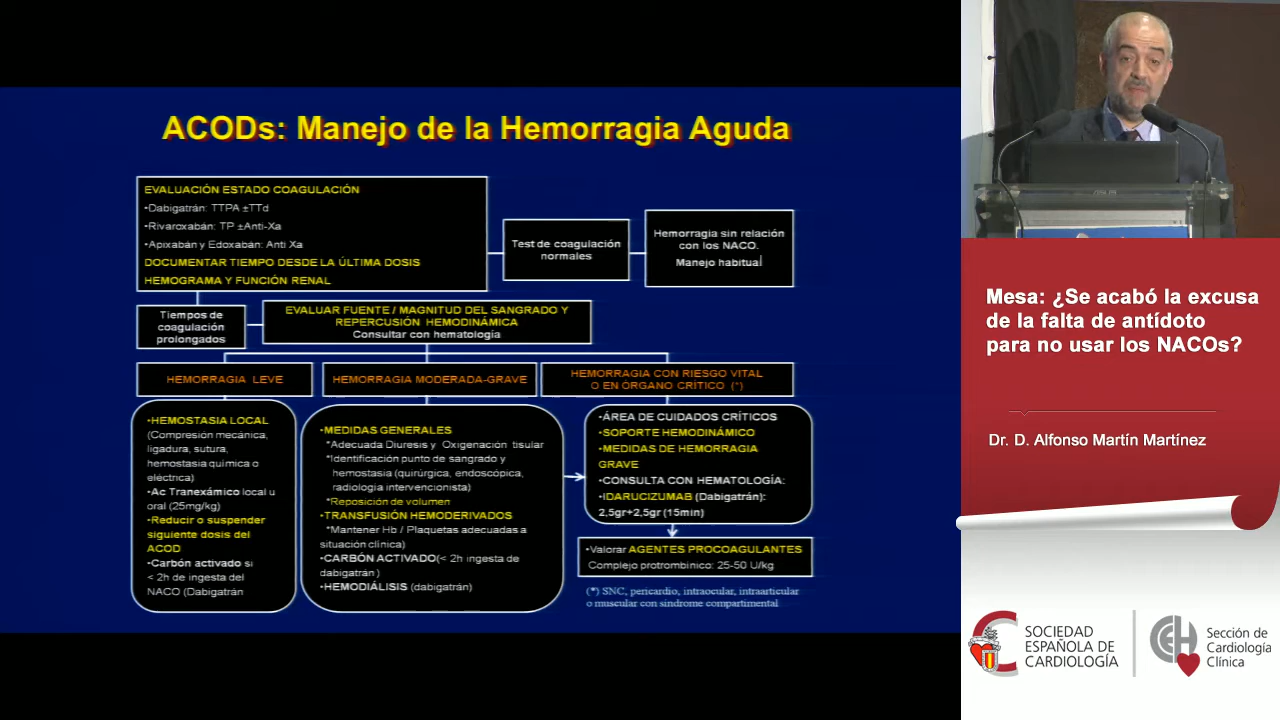 ACODs: Manejo de la Hemorragia Aguda
EVALUACIÓN ESTADO COAGULACIÓN
•Dabigatrán: TTPA ±TTd
•Rivaroxabán: TP ±Anti-Xa
•Apixabán y Edoxabán: Anti Xa
DOCUMENTAR TIEMPO DESDE LA ÚLTIMA DOSIS
HEMOGRAMA Y FUNCIÓN RENAL
Test de coagulación
normales
Hemorragia sin relación
con los NACO.
Manejo habitual
Tiempos de
coagulación
prolongados
EVALUAR FUENTE / MAGNITUD DEL SANGRADO Y
REPERCUSIÓN HEMODINÁMICA
Consultar con hematología
HEMORRAGIA LEVE
HEMORRAGIA MODERADA-GRAVE
HEMORRAGIA CON RIESGO VITAL
O EN ÓRGANO CRÍTICO (*)
•HEMOSTASIA LOCAL
(Compresión mecánica,
ligadura, sutura,
hemostasia química o
eléctrica)
•Ac Tranexámico local u
oral (25mg/kg)
•Reducir o suspender
siguiente dosis del
ACOD
•Carbón activado si
< 2h de ingesta del
NACO (Dabigatrán
•MEDIDAS GENERALES
*Adecuada Diuresis y Oxigenación tisular
*Identificación punto de sangrado y
hemostasia (quirúrgica, endoscópica,
radiología intervencionista)
*Reposición de volumen
•TRANSFUSIÓN HEMODERIVADOS
*Mantener Hb / Plaquetas adecuadas a
situación clínica)
•CARBÓN ACTIVADO(< 2h ingesta de
dabigatrán )
•HEMODIÁLISIS (dabigatrán)
•ÁREA DE CUIDADOS CRÍTICOS
•SOPORTE HEMODINÁMICO
•MEDIDAS DE HEMORRAGIA
GRAVE
•CONSULTA CON HEMATOLOGÍA:
•IDARUCIZUMAB (Dabigatrán):
2,5gr+2,5gr (15min)
•Valorar AGENTES PROCOAGULANTES
Complejo protrombinico: 25-50 U/kg
(*) SNC, pericardio, intraocular, intraarticular
o muscular con síndrome compartimental
Mesa: ¿Se acabó la excusa
de la falta de antídoto
para no usar los NACOs?
Dr. D. Alfonso Martín Martínez
SOCIEDAD
ESPAÑOLA DE
CARDIOLOGÍA
Sección de
Cardiología
Clínica